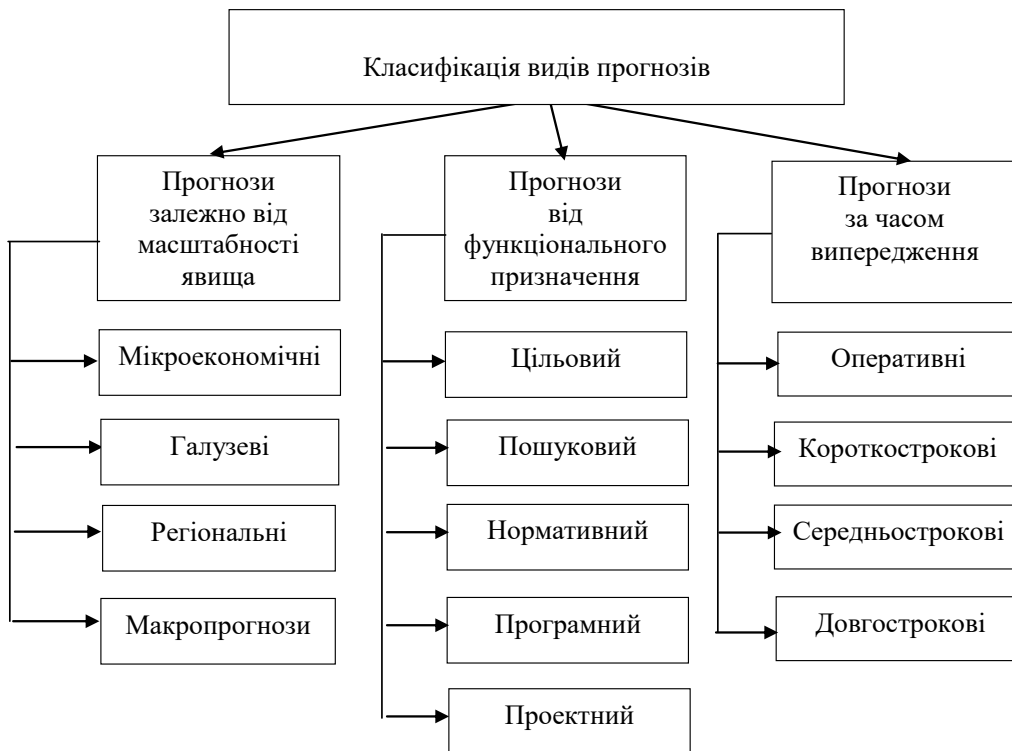 Класифікація видів прогнозів
Прогнози
залежно від
масштабності
явища
Мікроекономічні
Галузеві
Регіональні
Макропрогнози
Прогнози
від
функціонального
призначення
Цільовий
Пошуковий
Нормативний
Програмний
Проектний
Прогнози
за часом
випередження
Оперативні
Короткострокові
Середньострокові
Довгострокові